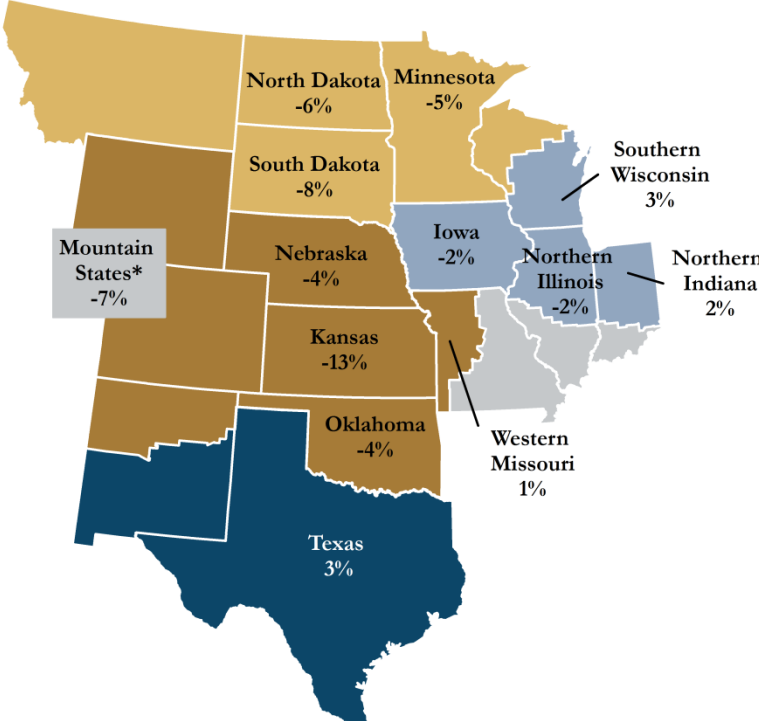 North Dakota
-6%
Minnesota
-5%
South Dakota
-8%
Southern
Wisconsin
3%
Mountain
States*
-7%
Nebraska
-4%
Iowa
-2%
Northern
Illinois
-2%
Northern
Indiana
2%
Kansas
-13%
Oklahoma
-4%
Western
Missouri
1%
Texas
3%